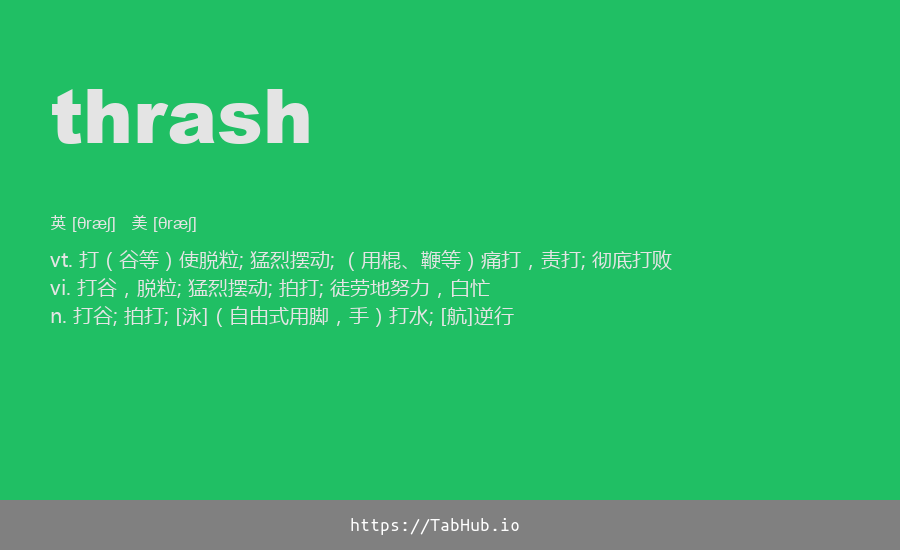 thrash
英 [θræʃ] 美 [θræʃ]
vt. 打（谷等）使脱粒; 猛烈摆动; （用棍、鞭等）痛打，责打; 彻底打败
vi. 打谷，脱粒; 猛烈摆动; 拍打; 徒劳地努力，白忙
n. 打谷; 拍打; [泳]（自由式用脚，手）打水; [航]逆行
https://TabHub.io